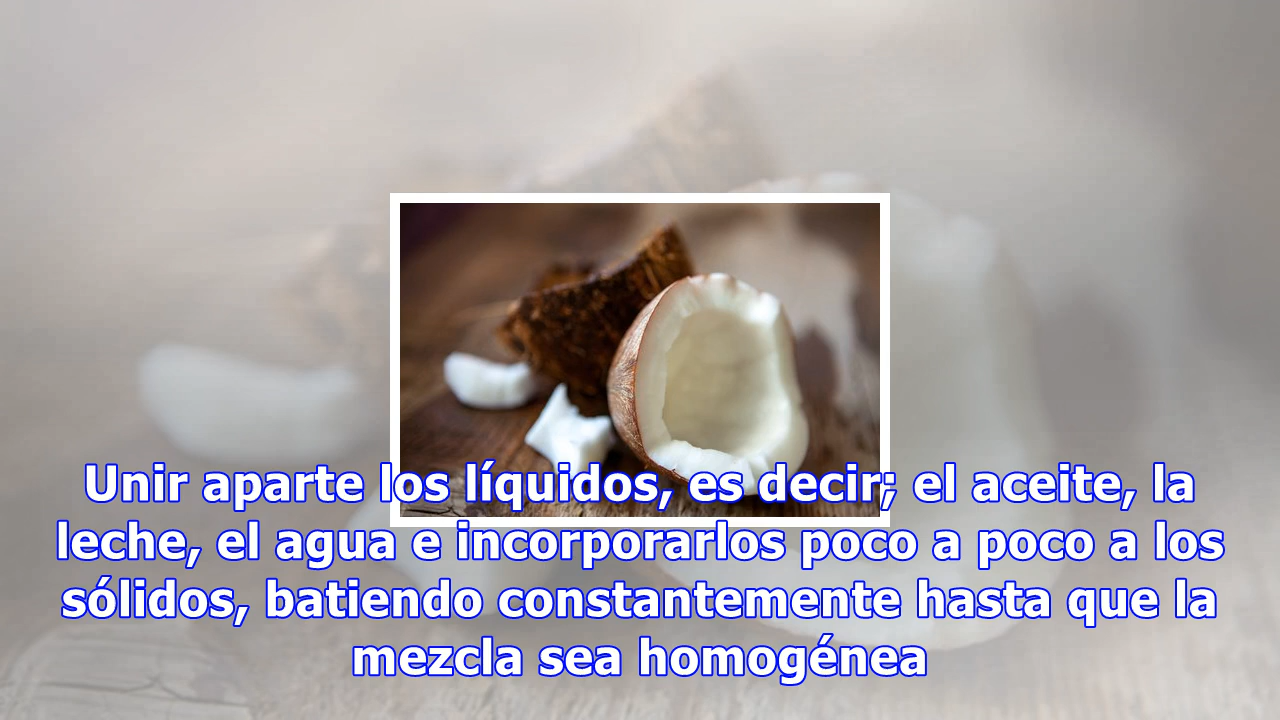 Unir aparte los líquidos, es decir; el aceite, la
leche, el agua e incorporarlos poco a poco a los
sólidos, batiendo constantemente hasta que la
mezcla sea homogénea